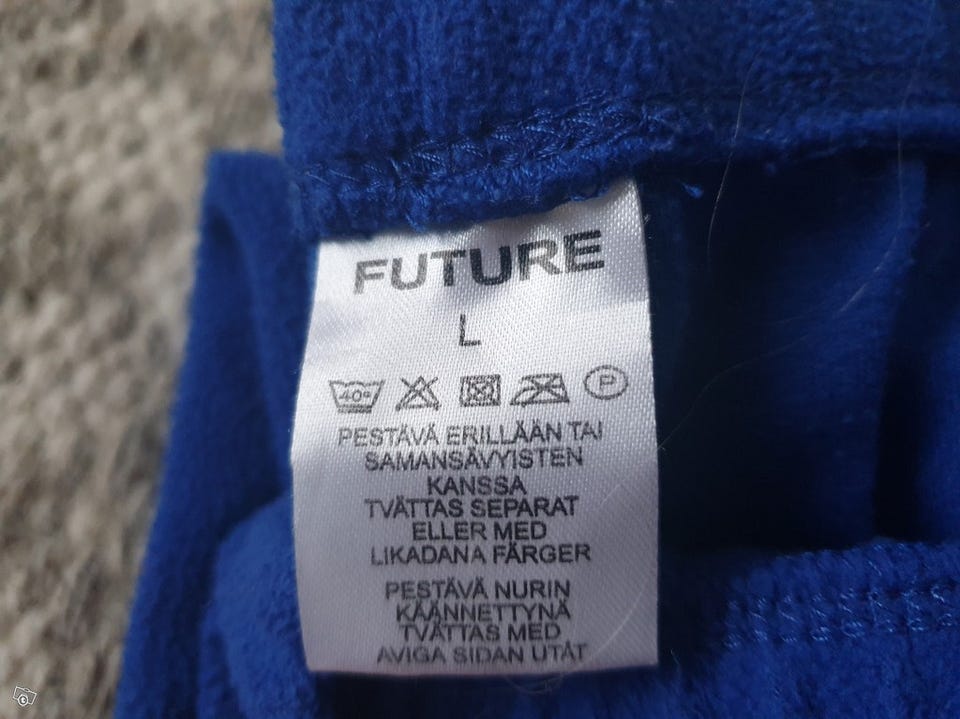 FUTURE
L
40° P
PESTÄVÄ ERILLÄÄN TAI
SAMANSÄVYISTEN
KANSSA
TVÄTTAS SEPARAT
ELLER MED
LIKADANA FÄRGER
PESTÄVÄ NURIN
KÄÄNNETTYNÄ
TVÄTTAS MED
AVIGA SIDAN UTÅT